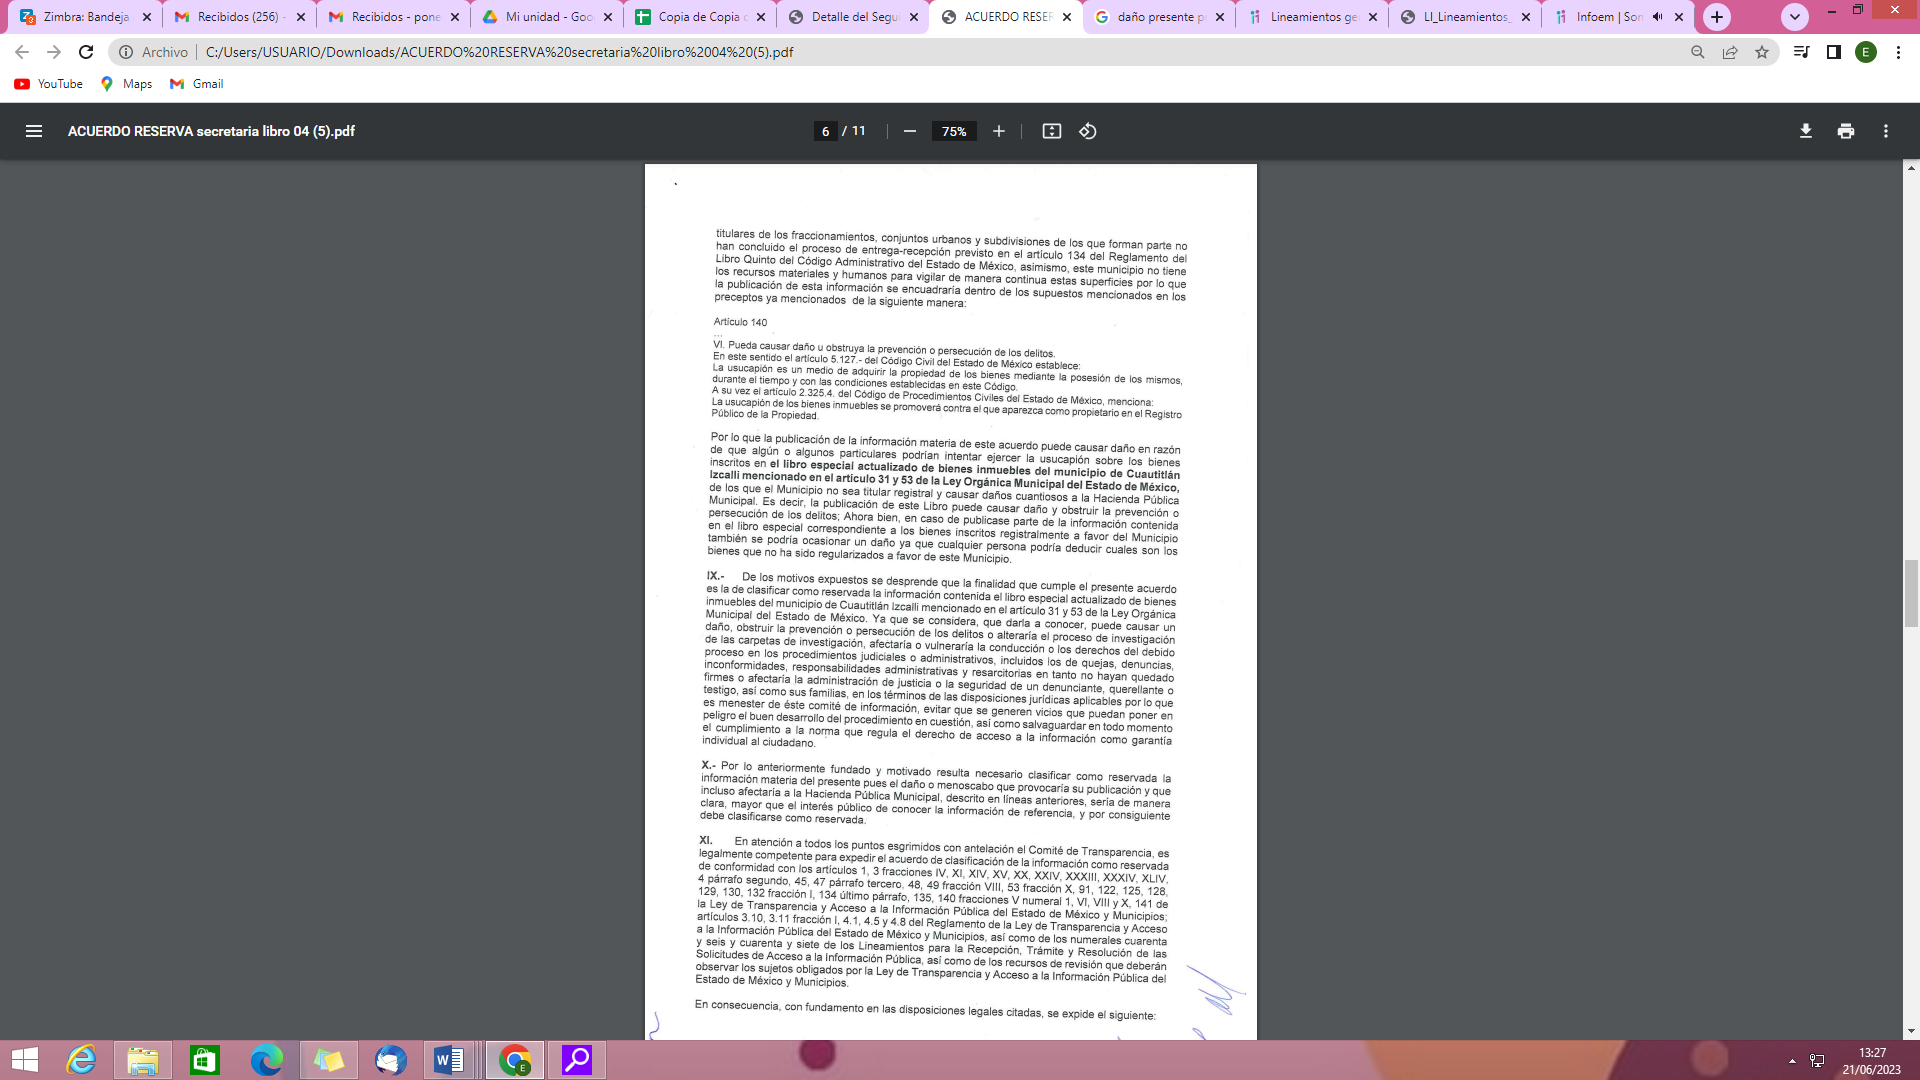 Zimbra: Bandeja
Recibidos (256) -
Recibidos - pone
Mi unidad - Goo
Copia de Copia d
Detalle del Segui
ACUERDO RESER
daño presente p
Lineamientos ge
LI_Lineamientos_
Infoem | Son
Archivo
C:/Users/USUARIO/Downloads/ACUERDO%20RESERVA%20secretaria%20libro%2004%20(5).pdf
E
YouTube
Maps
Gmail
ACUERDO RESERVA secretaria libro 04 (5).pdf
6 / 11
75%
titulares de los fraccionamientos, conjuntos urbanos y subdivisiones de los que forman parte no
han concluido el proceso de entrega-recepción previsto en el artículo 134 del Reglamento del
Libro Quinto del Código Administrativo del Estado de México, asimismo, este municipio no tiene
los recursos materiales y humanos para vigilar de manera continua estas superficies por lo que
la publicación de esta información se encuadraría dentro de los supuestos mencionados en los
preceptos ya mencionados de la siguiente manera:
Artículo 140
...
VI. Pueda causar daño u obstruya la prevención o persecución de los delitos.
En este sentido el artículo 5.127.- del Código Civil del Estado de México establece:
La usucapión es un medio de adquirir la propiedad de los bienes mediante la posesión de los mismos,
durante el tiempo y con las condiciones establecidas en este Código.
A su vez el artículo 2.325.4. del Código de Procedimientos Civiles del Estado de México, menciona:
La usucapión de los bienes inmuebles se promoverá contra el que aparezca como propietario en el Registro
Público de la Propiedad.
Por lo que la publicación de la información materia de este acuerdo puede causar daño en razón
de que algún o algunos particulares podrían intentar ejercer la usucapión sobre los bienes
inscritos en el libro especial actualizado de bienes inmuebles del municipio de Cuautitlán
Izcalli mencionado en el artículo 31 y 53 de la Ley Orgánica Municipal del Estado de México,
de los que el Municipio no sea titular registral y causar daños cuantiosos a la Hacienda Pública
Municipal. Es decir, la publicación de este Libro puede causar daño y obstruir la prevención o
persecución de los delitos; Ahora bien, en caso de publicase parte de la información contenida
en el libro especial correspondiente a los bienes inscritos registralmente a favor del Municipio
también se podría ocasionar un daño ya que cualquier persona podría deducir cuales son los
bienes que no ha sido regularizados a favor de este Municipio.
IX.- De los motivos expuestos se desprende que la finalidad que cumple el presente acuerdo
es la de clasificar como reservada la información contenida el libro especial actualizado de bienes
inmuebles del municipio de Cuautitlán Izcalli mencionado en el artículo 31 y 53 de la Ley Orgánica
Municipal del Estado de México. Ya que se considera, que darla a conocer, puede causar un
daño, obstruir la prevención o persecución de los delitos o alteraría el proceso de investigación
de las carpetas de investigación, afectaría o vulneraría la conducción o los derechos del debido
proceso en los procedimientos judiciales o administrativos, incluidos los de quejas, denuncias,
inconformidades, responsabilidades administrativas y resarcitorias en tanto no hayan quedado
firmes o afectaría la administración de justicia o la seguridad de un denunciante, querellante o
testigo, así como sus familias, en los términos de las disposiciones jurídicas aplicables por lo que
es menester de éste comité de información, evitar que se generen vicios que puedan poner en
peligro el buen desarrollo del procedimiento en cuestión, así como salvaguardar en todo momento
el cumplimiento a la norma que regula el derecho de acceso a la información como garantía
individual al ciudadano.
X.- Por lo anteriormente fundado y motivado resulta necesario clasificar como reservada la
información materia del presente pues el daño o menoscabo que provocaría su publicación y que
incluso afectaría a la Hacienda Pública Municipal, descrito en líneas anteriores, sería de manera
clara, mayor que el interés público de conocer la información de referencia, y por consiguiente
debe clasificarse como reservada.
XI. En atención a todos los puntos esgrimidos con antelación el Comité de Transparencia, es
legalmente competente para expedir el acuerdo de clasificación de la información como reservada
de conformidad con los artículos 1, 3 fracciones IV, XI, XIV, XV, XX, XXIV, XXXIII, XXXIV, XLIV,
4 párrafo segundo, 45, 47 párrafo tercero, 48, 49 fracción VIII, 53 fracción X, 91, 122, 125, 128,
129, 130, 132 fracción I, 134 último párrafo, 135, 140 fracciones V numeral 1, VI, VIII y X, 141 de
la Ley de Transparencia y Acceso a la Información Pública del Estado de México y Municipios;
artículos 3.10, 3.11 fracción I, 4.1, 4.5 y 4.8 del Reglamento de la Ley de Transparencia y Acceso
a la Información Pública del Estado de México y Municipios, así como de los numerales cuarenta
y seis y cuarenta y siete de los Lineamientos para la Recepción, Trámite y Resolución de las
Solicitudes de Acceso a la Información Pública, así como de los recursos de revisión que deberán
observar los sujetos obligados por la Ley de Transparencia y Acceso a la Información Pública del
Estado de México y Municipios.
En consecuencia, con fundamento en las disposiciones legales citadas, se expide el siguiente:
13:27
21/06/2023